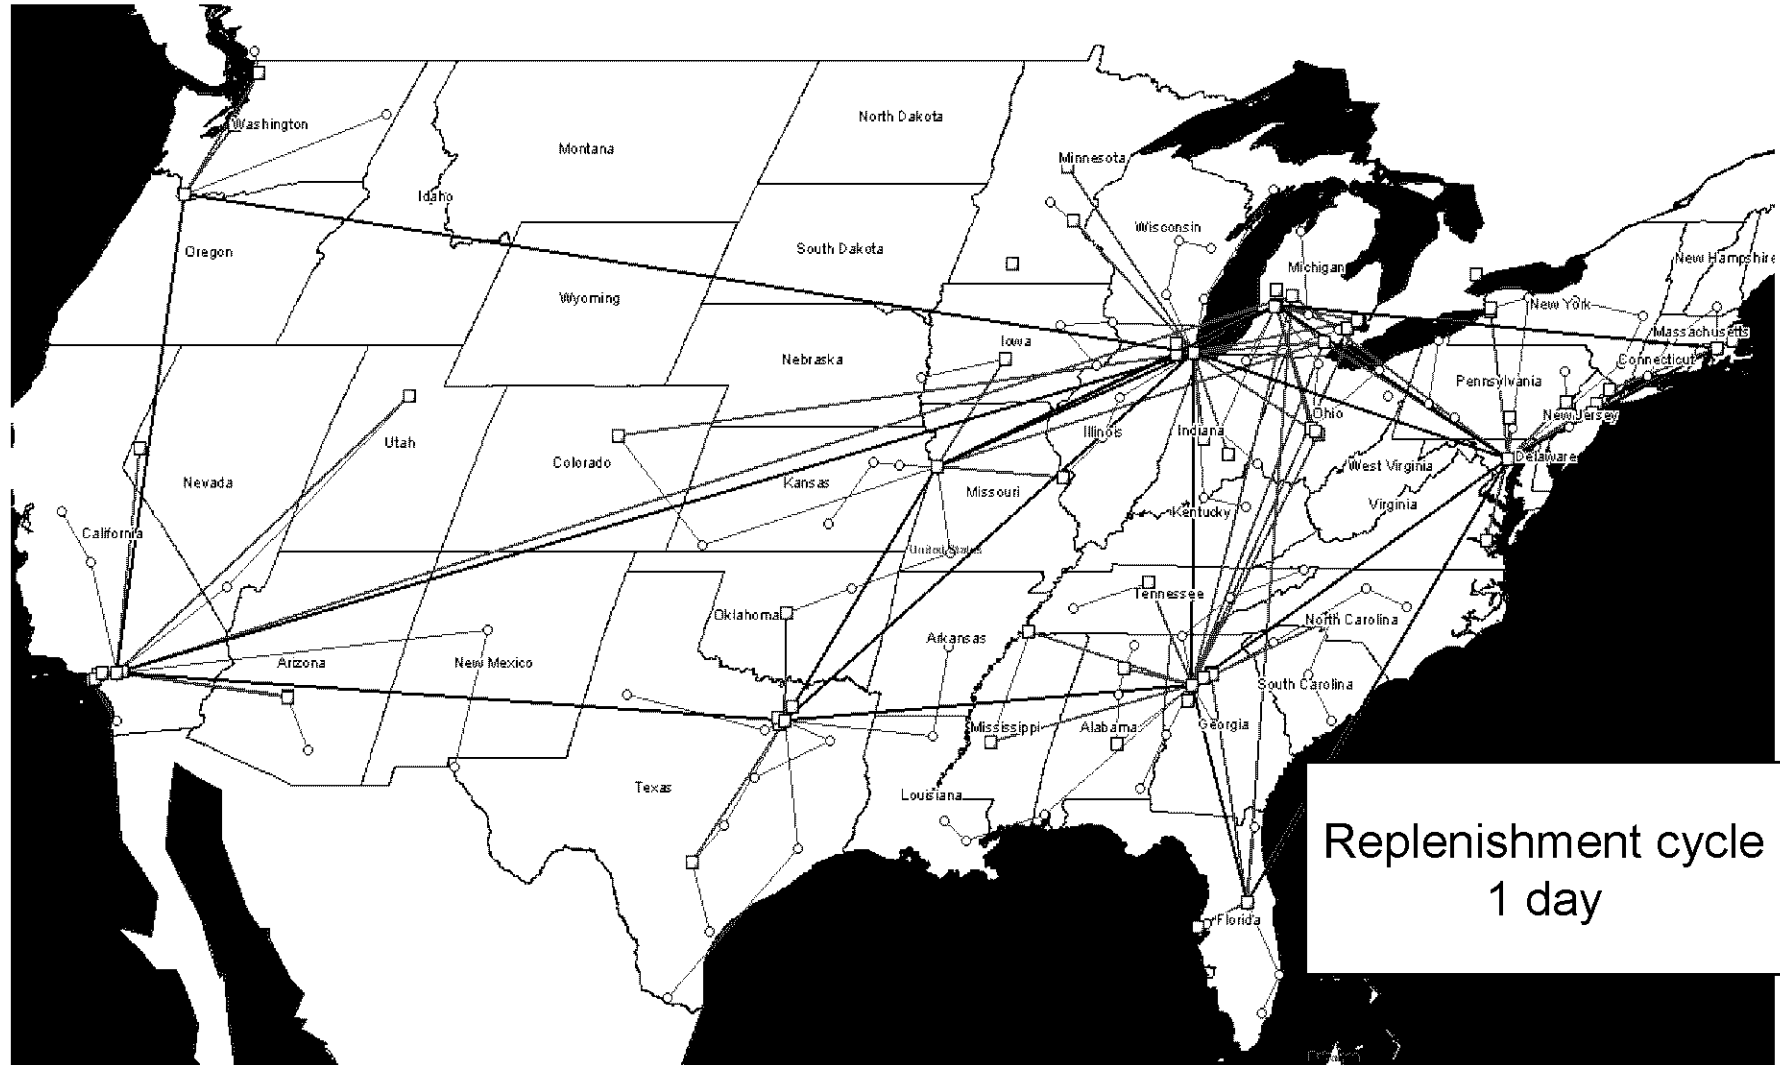 Washington
North Dakota
Montana
Minnesota
Idaho
Oregon
South Dakota
Wisconsin
Michigan
New Hampshire
Wyoming
New York
Massachusetts
Iowa
Nebraska
Connecticut
Pennsylvania
Utah
Colorado
Illinois
Indiana
Ohio
New Jersey
Nevada
Kansas
Missouri
West Virginia
Delaware
California
Kentucky
Virginia
United States
Oklahoma
Tennessee
North Carolina
Arkansas
Arizona
New Mexico
South Carolina
Mississippi
Alabama
Georgia
Texas
Louisiana
Florida
Replenishment cycle
1 day